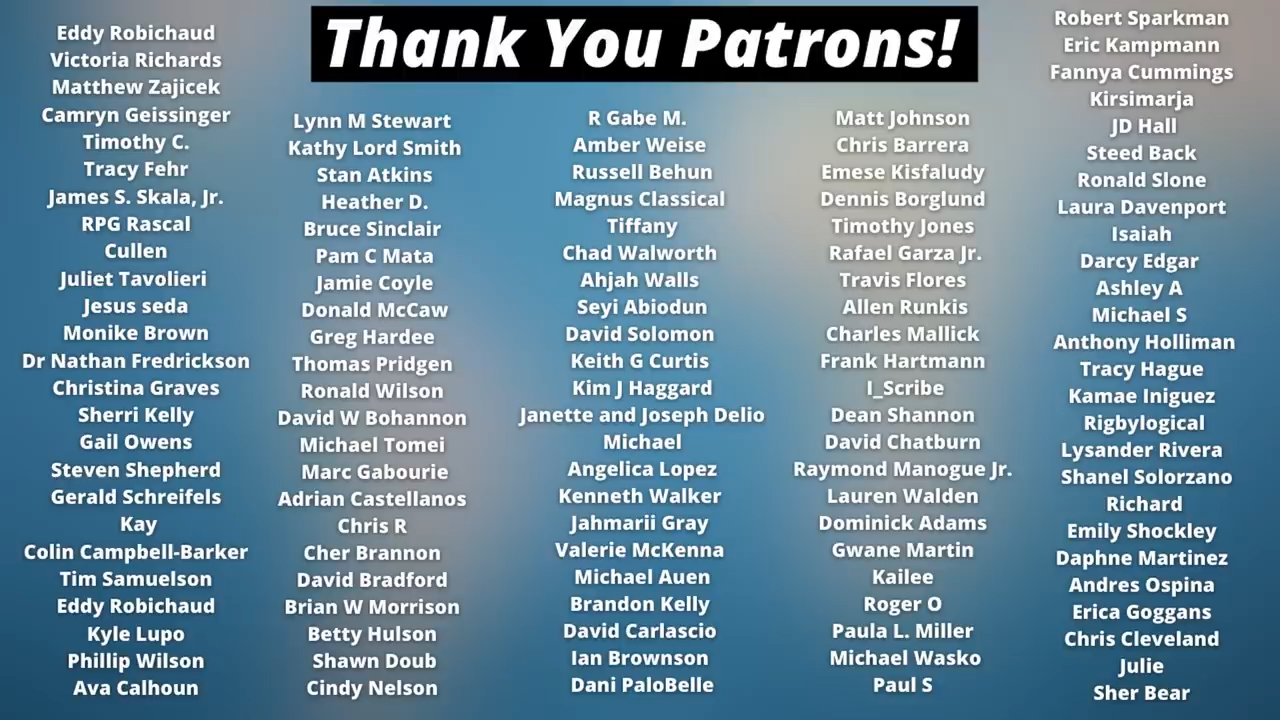 Thank You Patrons!
Eddy Robichaud
Victoria Richards
Matthew Zajicek
Camryn Geissinger
Timothy C.
Tracy Fehr
James S. Skala, Jr.
RPG Rascal
Cullen
Juliet Tavolieri
Jesus seda
Monike Brown
Dr Nathan Fredrickson
Christina Graves
Sherri Kelly
Gail Owens
Steven Shepherd
Gerald Schreifels
Kay
Colin Campbell-Barker
Tim Samuelson
Eddy Robichaud
Kyle Lupo
Phillip Wilson
Ava Calhoun
Lynn M Stewart
Kathy Lord Smith
Stan Atkins
Heather D.
Bruce Sinclair
Pam C Mata
Jamie Coyle
Donald McCaw
Greg Hardee
Thomas Pridgen
Ronald Wilson
David W Bohannon
Michael Tomei
Marc Gabourie
Adrian Castellanos
Chris R
Cher Brannon
David Bradford
Brian W Morrison
Betty Hulson
Shawn Doub
Cindy Nelson
R Gabe M.
Amber Weise
Russell Behun
Magnus Classical
Tiffany
Chad Walworth
Ahjah Walls
Seyi Abiodun
David Solomon
Keith G Curtis
Kim J Haggard
Janette and Joseph Delio
Michael
Angelica Lopez
Kenneth Walker
Jahmarii Gray
Valerie McKenna
Michael Auen
Brandon Kelly
David Carlascio
Ian Brownson
Dani PaloBelle
Matt Johnson
Chris Barrera
Emese Kisfaludy
Dennis Borglund
Timothy Jones
Rafael Garza Jr.
Travis Flores
Allen Runkis
Charles Mallick
Frank Hartmann
I_Scribe
Dean Shannon
David Chatburn
Raymond Manogue Jr.
Lauren Walden
Dominick Adams
Gwane Martin
Kailee
Roger O
Paula L. Miller
Michael Wasko
Paul S
Robert Sparkman
Eric Kampmann
Fannya Cummings
Kirsimarja
JD Hall
Steed Back
Ronald Slone
Laura Davenport
Isaiah
Darcy Edgar
Ashley A
Michael S
Anthony Holliman
Tracy Hague
Kamae Iniguez
Rigbylogical
Lysander Rivera
Shanel Solorzano
Richard
Emily Shockley
Daphne Martinez
Andres Ospina
Erica Goggans
Chris Cleveland
Julie
Sher Bear